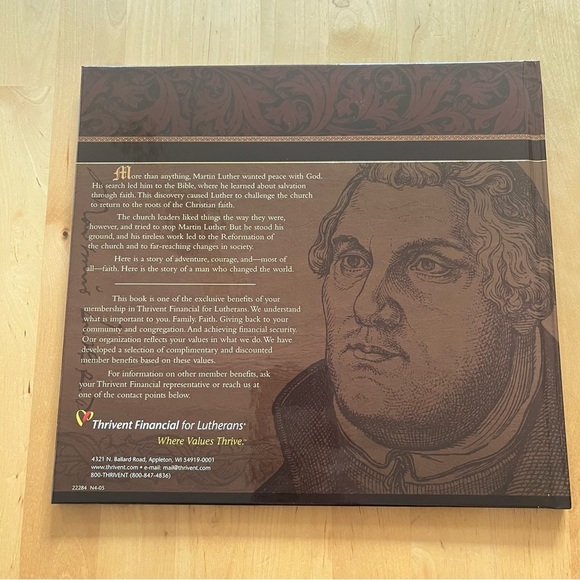 More than anything, Martin Luther wanted peace with God.
His search led him to the Bible, where he learned about salvation
through faith. This discovery caused Luther to challenge the church
to return to the roots of the Christian faith.
The church leaders liked things the way they were,
however, and tried to stop Martin Luther. But he stood his
ground, and his tireless work led to the Reformation of
the church and to far-reaching changes in society.
Here is a story of adventure, courage, and—most of
all—faith. Here is the story of a man who changed the world.
This book is one of the exclusive benefits of your
membership in Thrivent Financial for Lutherans. We understand
what is important to you. Family. Faith. Giving back to your
community and congregation. And achieving financial security.
Our organization reflects your values in what we do. We have
developed a selection of complimentary and discounted
member benefits based on these values.
For information on other member benefits, ask
your Thrivent Financial representative or reach us at
one of the contact points below.
Thrivent Financial for Lutherans®
Where Values Thrive.™
4321 N. Ballard Road, Appleton, WI 54919-0001
www.thrivent.com • e-mail: mail@thrivent.com
800-THRIVENT (800-847-4836)
22284 N4-05